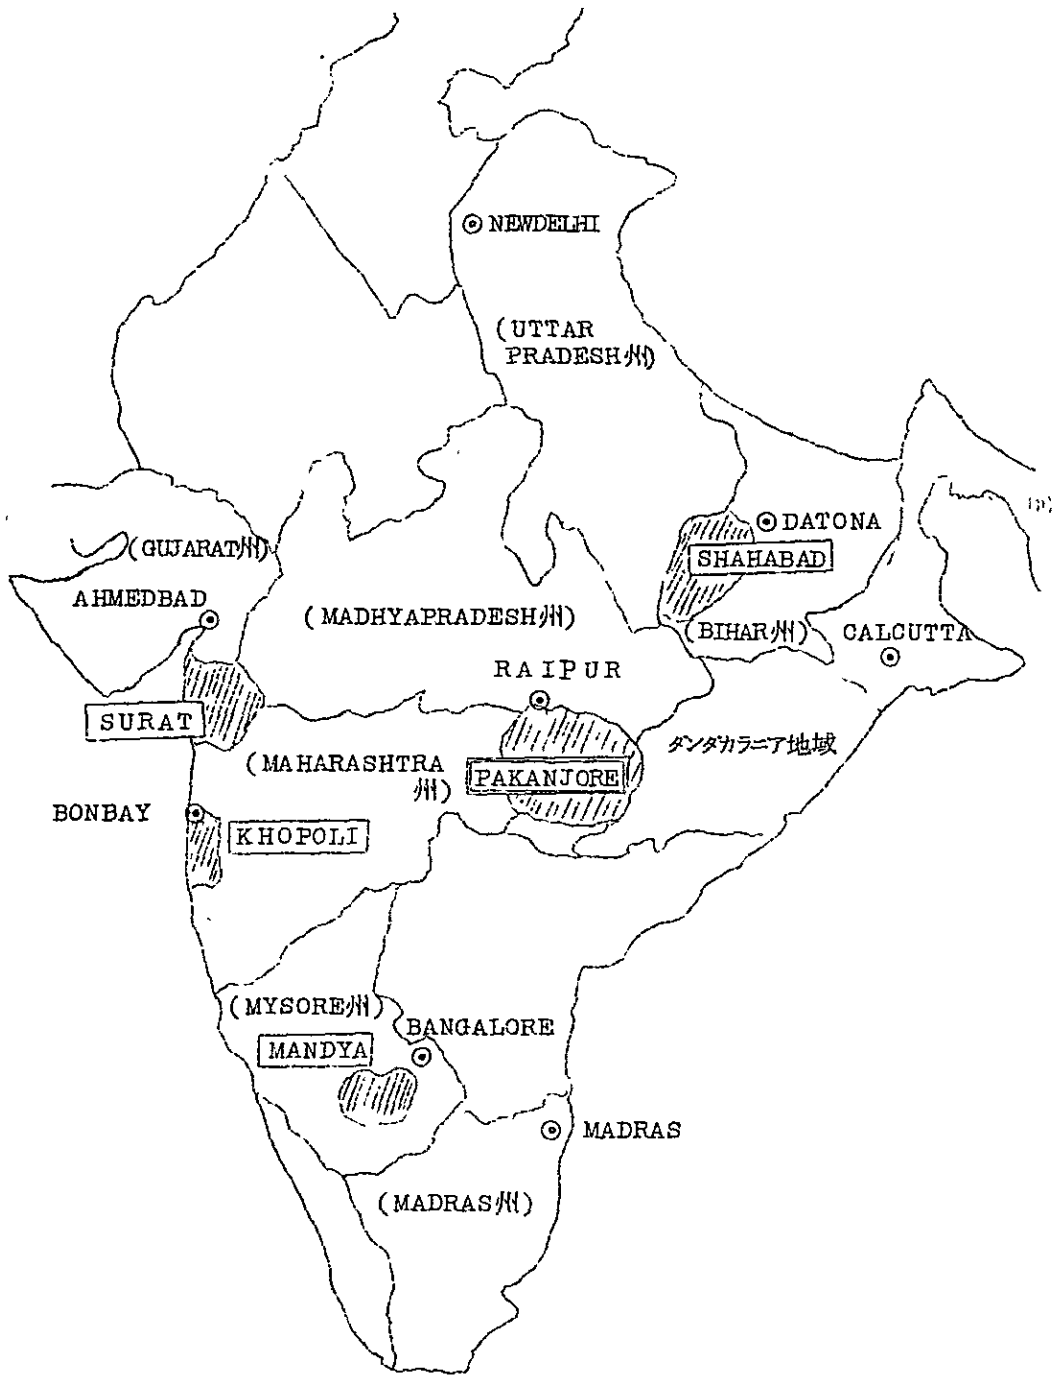 NEWDELHI
(UTTAR
PRADESH州)
DATONA
SHAHABAD
(GUJARAT州)
AHMEDBAD
(MADHYAPRADESH州)
(BIHAR州)
CALCUTTA
RAIPUR
SURAT
ダンダカラニア地域
(MAHARASHTRA
州)
PAKANJORE
BONBAY
KHOPOLI
(MYSORE州)
BANGALORE
MANDYA
MADRAS
(MADRAS州)